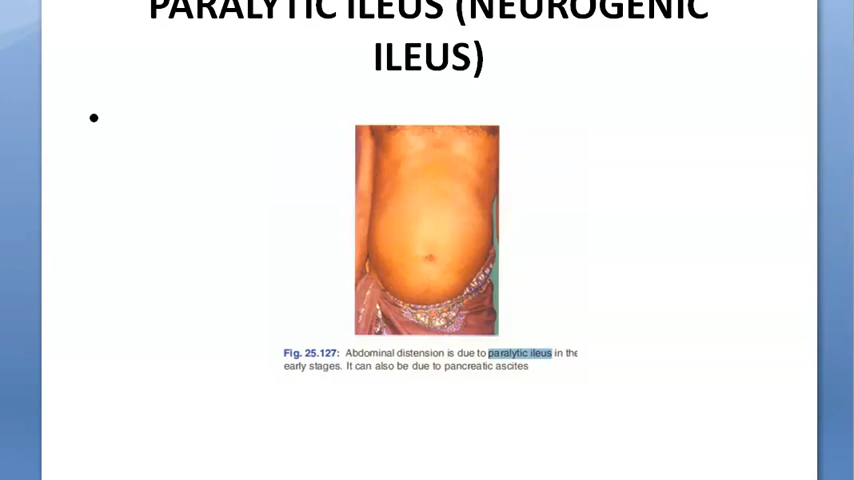 PARALYTIC ILEUS (NEUROGENIC
ILEUS)
Fig. 25.127: Abdominal distension is due to paralytic ileus in the
early stages. It can also be due to pancreatic ascites